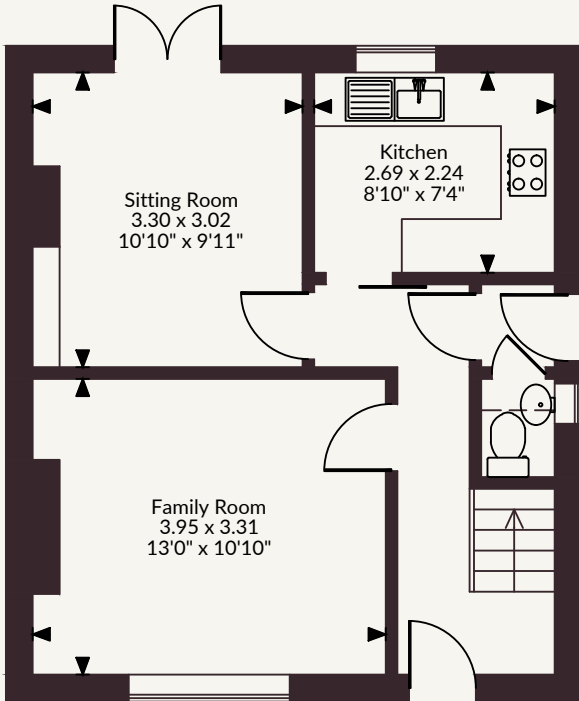 Kitchen
2.69 x 2.24
8'10" x 7'4"
Sitting Room
3.30 x 3.02
10'10" x 9'11"
Family Room
3.95 x 3.31
13'0" x 10'10"